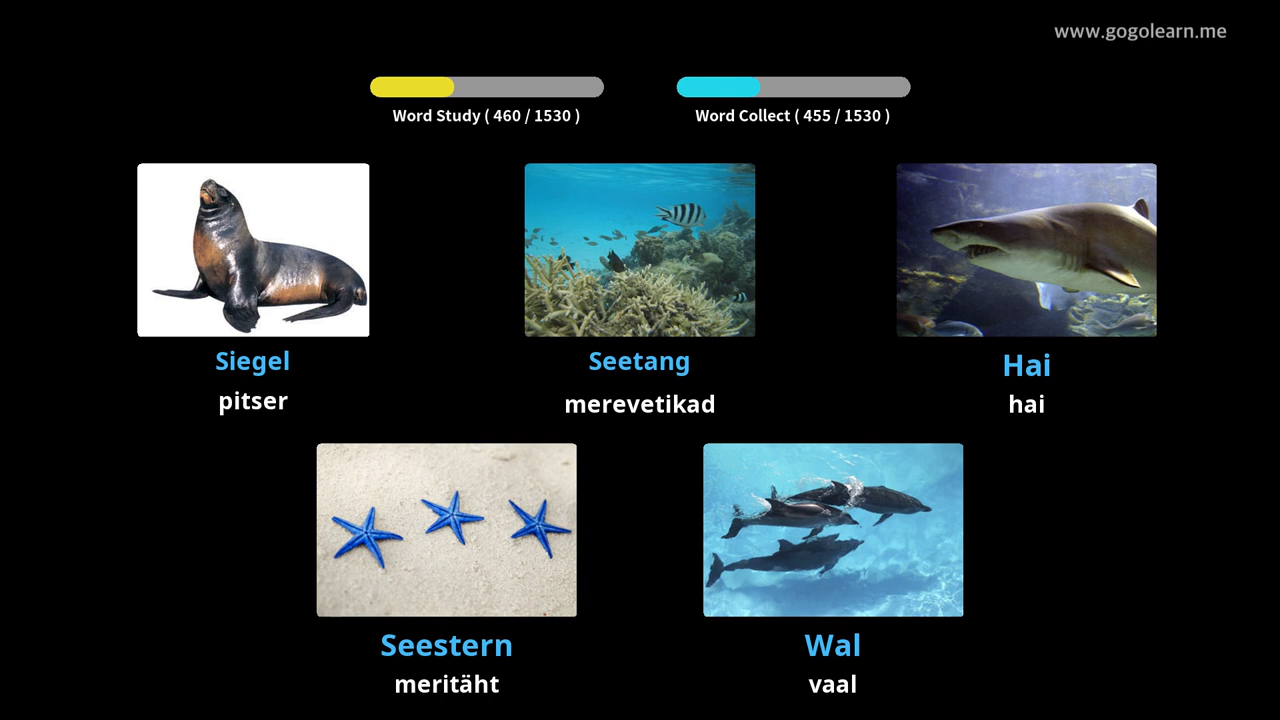 www.gogolearn.me
Word Study ( 460 / 1530 )
Word Collect ( 455 / 1530 )
Siegel
pitser
Seetang
merevetikad
Hai
hai
Seestern
meritäht
Wal
vaal